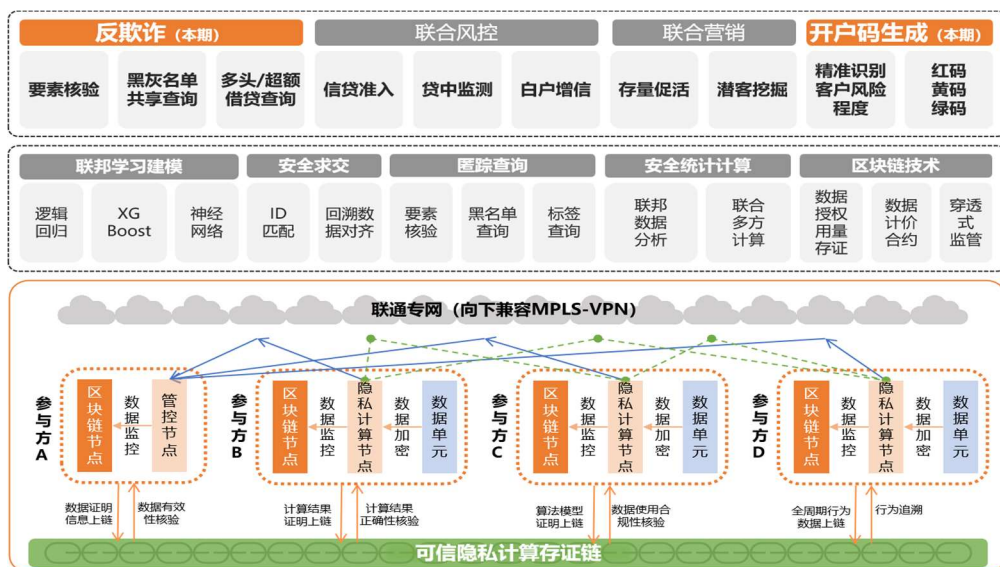 反欺诈（本期）
联合风控
联合营销
开户码生成（本期）
要素核验
黑灰名单
共享查询
多头/超额
借贷查询
信贷准入
贷中监测
白户增信
存量促活
潜客挖掘
精准识别
客户风险
程度
红码
黄码
绿码
联邦学习建模
安全求交
匿踪查询
安全统计计算
区块链技术
逻辑
回归
XG
Boost
神经
网络
ID
匹配
回溯数
据对齐
要素
核验
黑名单
查询
标签
查询
联邦
数据
分析
联合
多方
计算
数据
授权
用量
存证
数据
计价
合约
穿透
式
监管
联通专网（向下兼容MPLS-VPN）
参与方A
区块链节点
数据监控
管控节点
参与方B
区块链节点
数据监控
隐私计算节点
数据加密
数据单元
参与方C
区块链节点
数据监控
隐私计算节点
数据加密
数据单元
参与方D
区块链节点
数据监控
隐私计算节点
数据加密
数据单元
数据证明
信息上链
数据有效
性核验
计算结果
证明上链
计算结果
正确性核验
算法模型
证明上链
数据使用合
规性核验
全周期行为
数据上链
行为追溯
可信隐私计算存证链